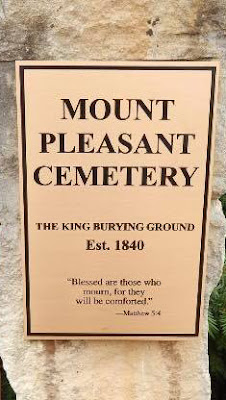 MOUNT
PLEASANT
CEMETERY
THE KING BURYING GROUND
Est. 1840
"Blessed are those who
mourn, for they
will be comforted."
—Matthew 5:4